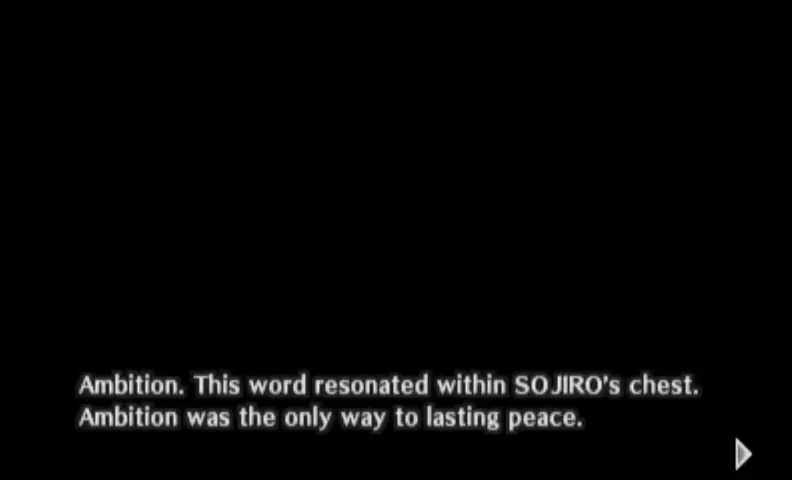 Ambition. This word resonated within SOJIRO's chest.
Ambition was the only way to lasting peace.